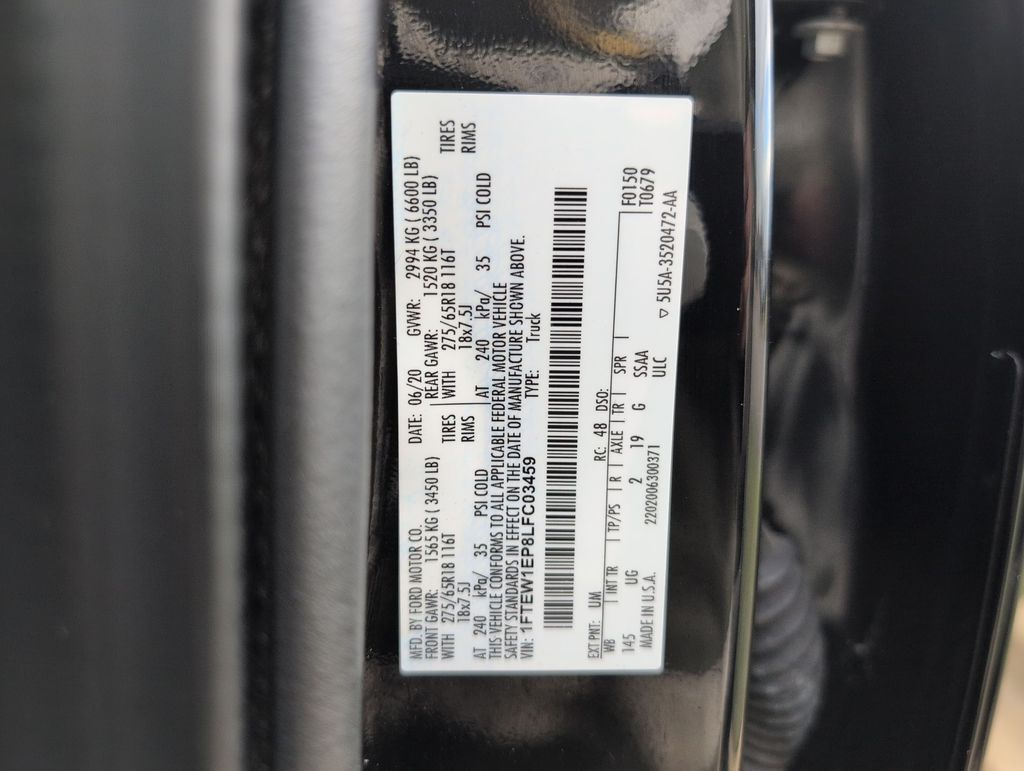 MFD. BY FORD MOTOR CO. DATE: 06/20 GVWR: 2994 KG ( 6600 LB)
FRONT GAWR: 1565 KG ( 3450 LB) REAR GAWR: 1520 KG ( 3350 LB)
WITH 275/65R18 116T TIRES WITH 275/65R18 116T TIRES
18x7.5J RIMS 18x7.5J RIMS
AT 240 kPa/ 35 PSI COLD AT 240 kPa/ 35 PSI COLD
THIS VEHICLE CONFORMS TO ALL APPLICABLE FEDERAL MOTOR VEHICLE
SAFETY STANDARDS IN EFFECT ON THE DATE OF MANUFACTURE SHOWN ABOVE.
VIN: 1FTEW1EP8LFC03459 TYPE: Truck
EXT PNT: UM RC: 48 DSO:
WB | INT TR | TP/PS | R | AXLE | TR | SPR | F0150
145 UG 2 19 G SSAA T0679
MADE IN U.S.A. 2202006300371 ULC
▽ 5U5A-3520472-AA